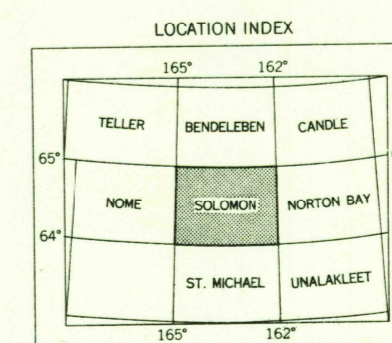 LOCATION INDEX
165° 162°
TELLER BENDELEBEN CANDLE
65°
NOME SOLOMON NORTON BAY
64°
ST. MICHAEL UNALAKLEET
165° 162°